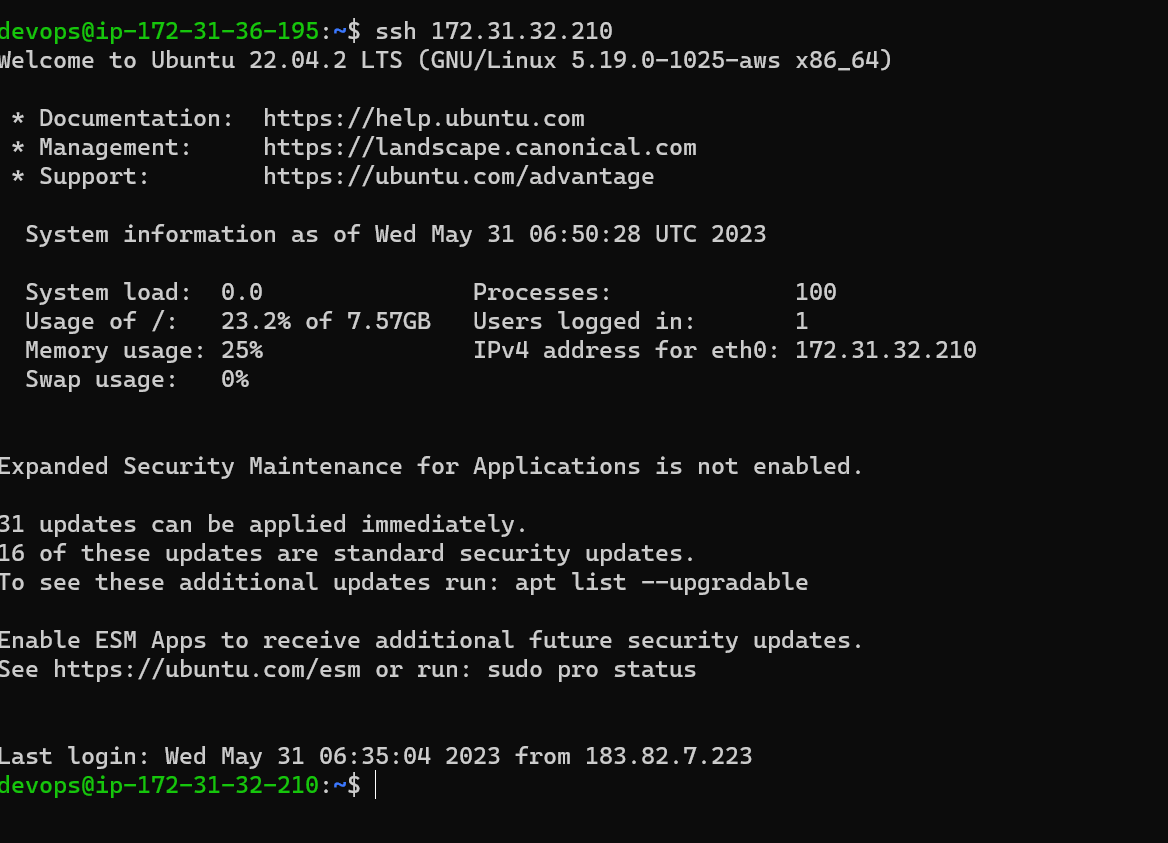 devops@ip-172-31-36-195:~$ ssh 172.31.32.210
Welcome to Ubuntu 22.04.2 LTS (GNU/Linux 5.19.0-1025-aws x86_64)
* Documentation: https://help.ubuntu.com
* Management: https://landscape.canonical.com
* Support: https://ubuntu.com/advantage
System information as of Wed May 31 06:50:28 UTC 2023
System load: 0.0 Processes: 100
Usage of /: 23.2% of 7.57GB Users logged in: 1
Memory usage: 25% IPv4 address for eth0: 172.31.32.210
Swap usage: 0%
Expanded Security Maintenance for Applications is not enabled.
31 updates can be applied immediately.
16 of these updates are standard security updates.
To see these additional updates run: apt list --upgradable
Enable ESM Apps to receive additional future security updates.
See https://ubuntu.com/esm or run: sudo pro status
Last login: Wed May 31 06:35:04 2023 from 183.82.7.223
devops@ip-172-31-32-210:~$